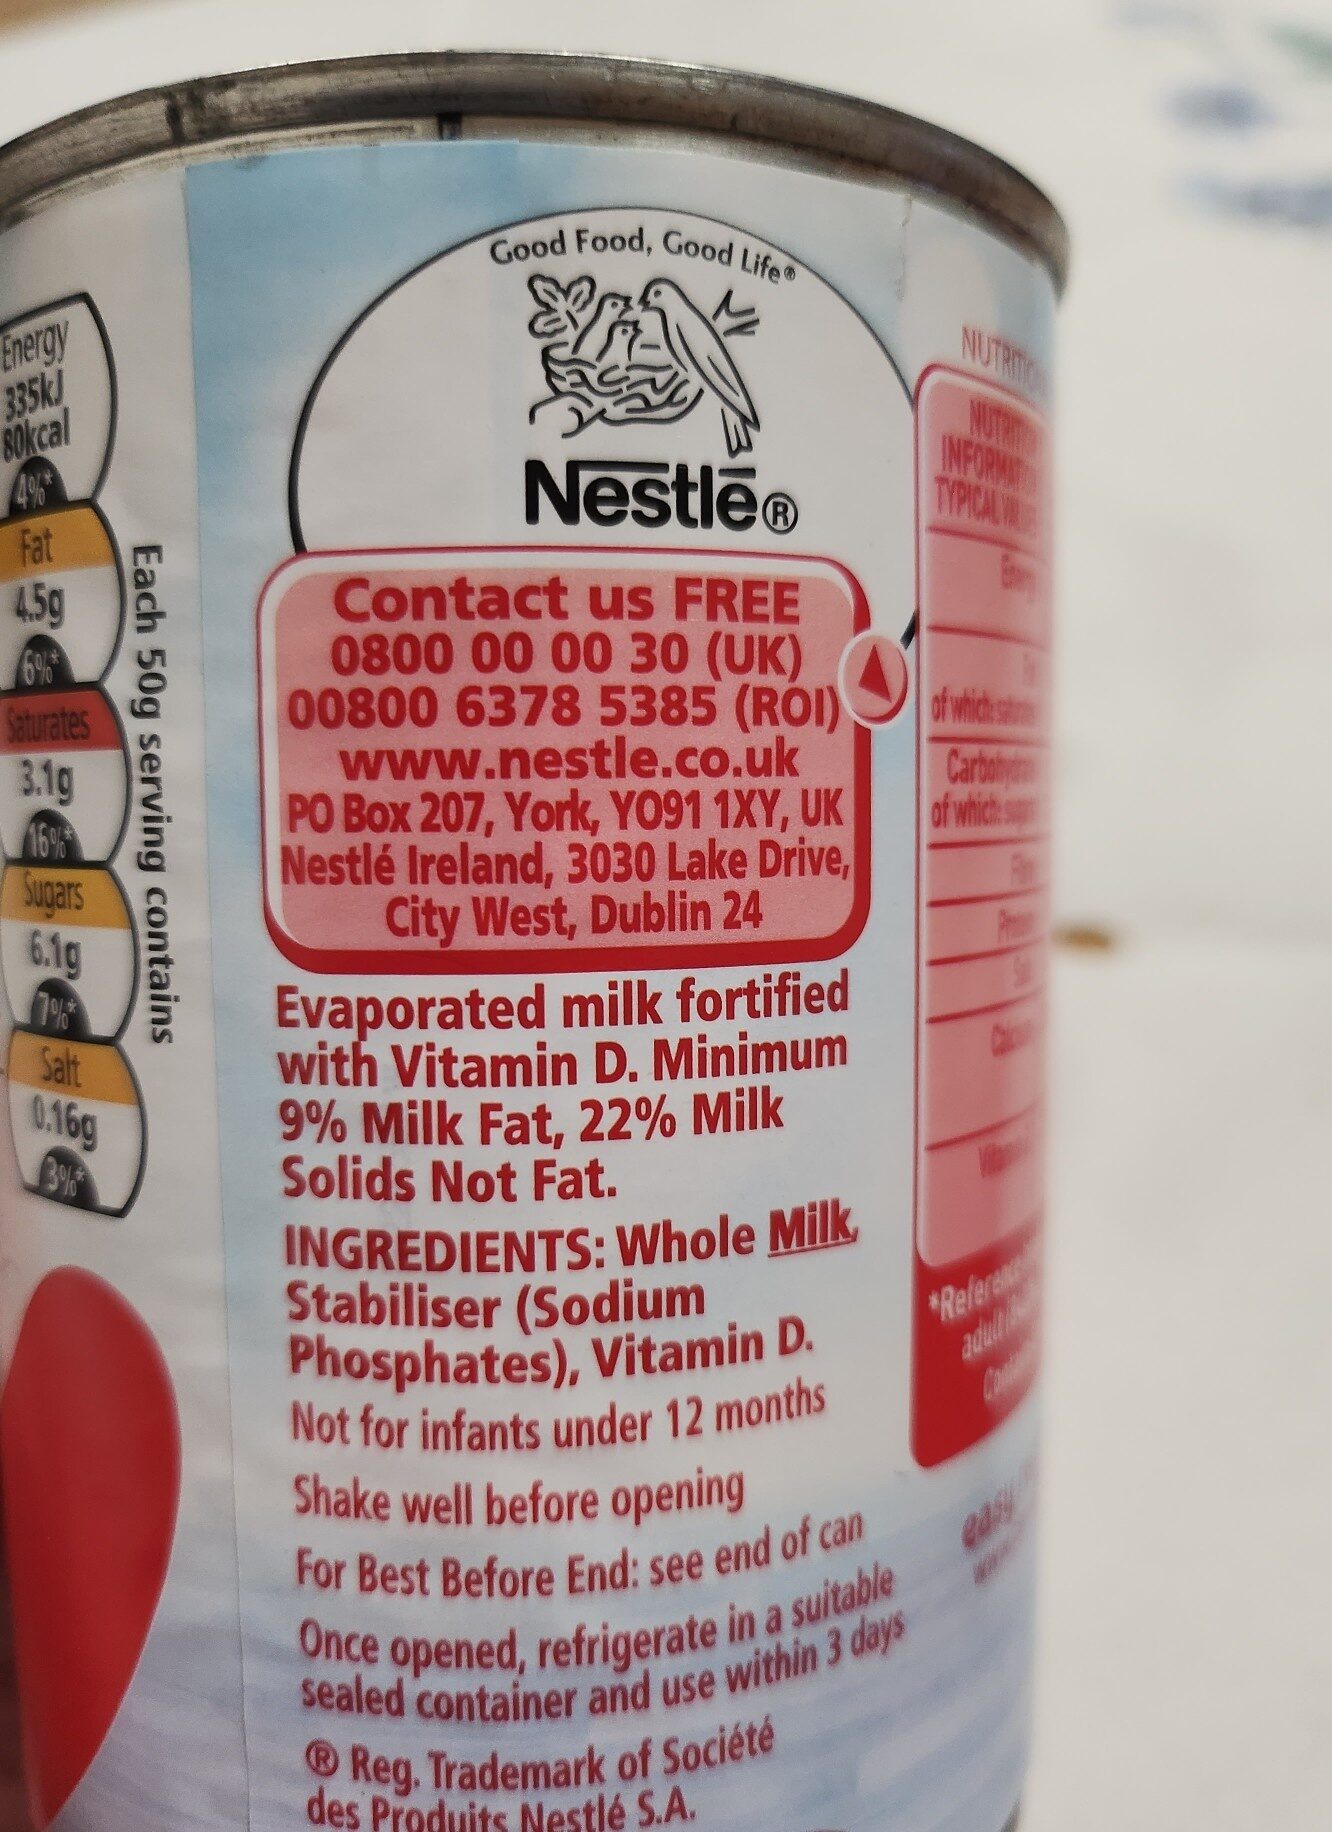 Good Food, Good Life®
Nestlé®
Contact us FREE
0800 00 00 30 (UK)
00800 6378 5385 (ROI)
www.nestle.co.uk
PO Box 207, York, YO91 1XY, UK
Nestlé Ireland, 3030 Lake Drive,
City West, Dublin 24
Evaporated milk fortified
with Vitamin D. Minimum
9% Milk Fat, 22% Milk
Solids Not Fat.
INGREDIENTS: Whole Milk,
Stabiliser (Sodium
Phosphates), Vitamin D.
Not for infants under 12 months
Shake well before opening
For Best Before End: see end of can
Once opened, refrigerate in a suitable
sealed container and use within 3 days
® Reg. Trademark of Société
des Produits Nestlé S.A.
Energy
335kJ
80kcal
4%*
Fat
4.5g
6%*
Saturates
3.1g
16%*
Sugars
6.1g
7%*
Salt
0.16g
3%*
Each 50g serving contains
of which
of which
easy